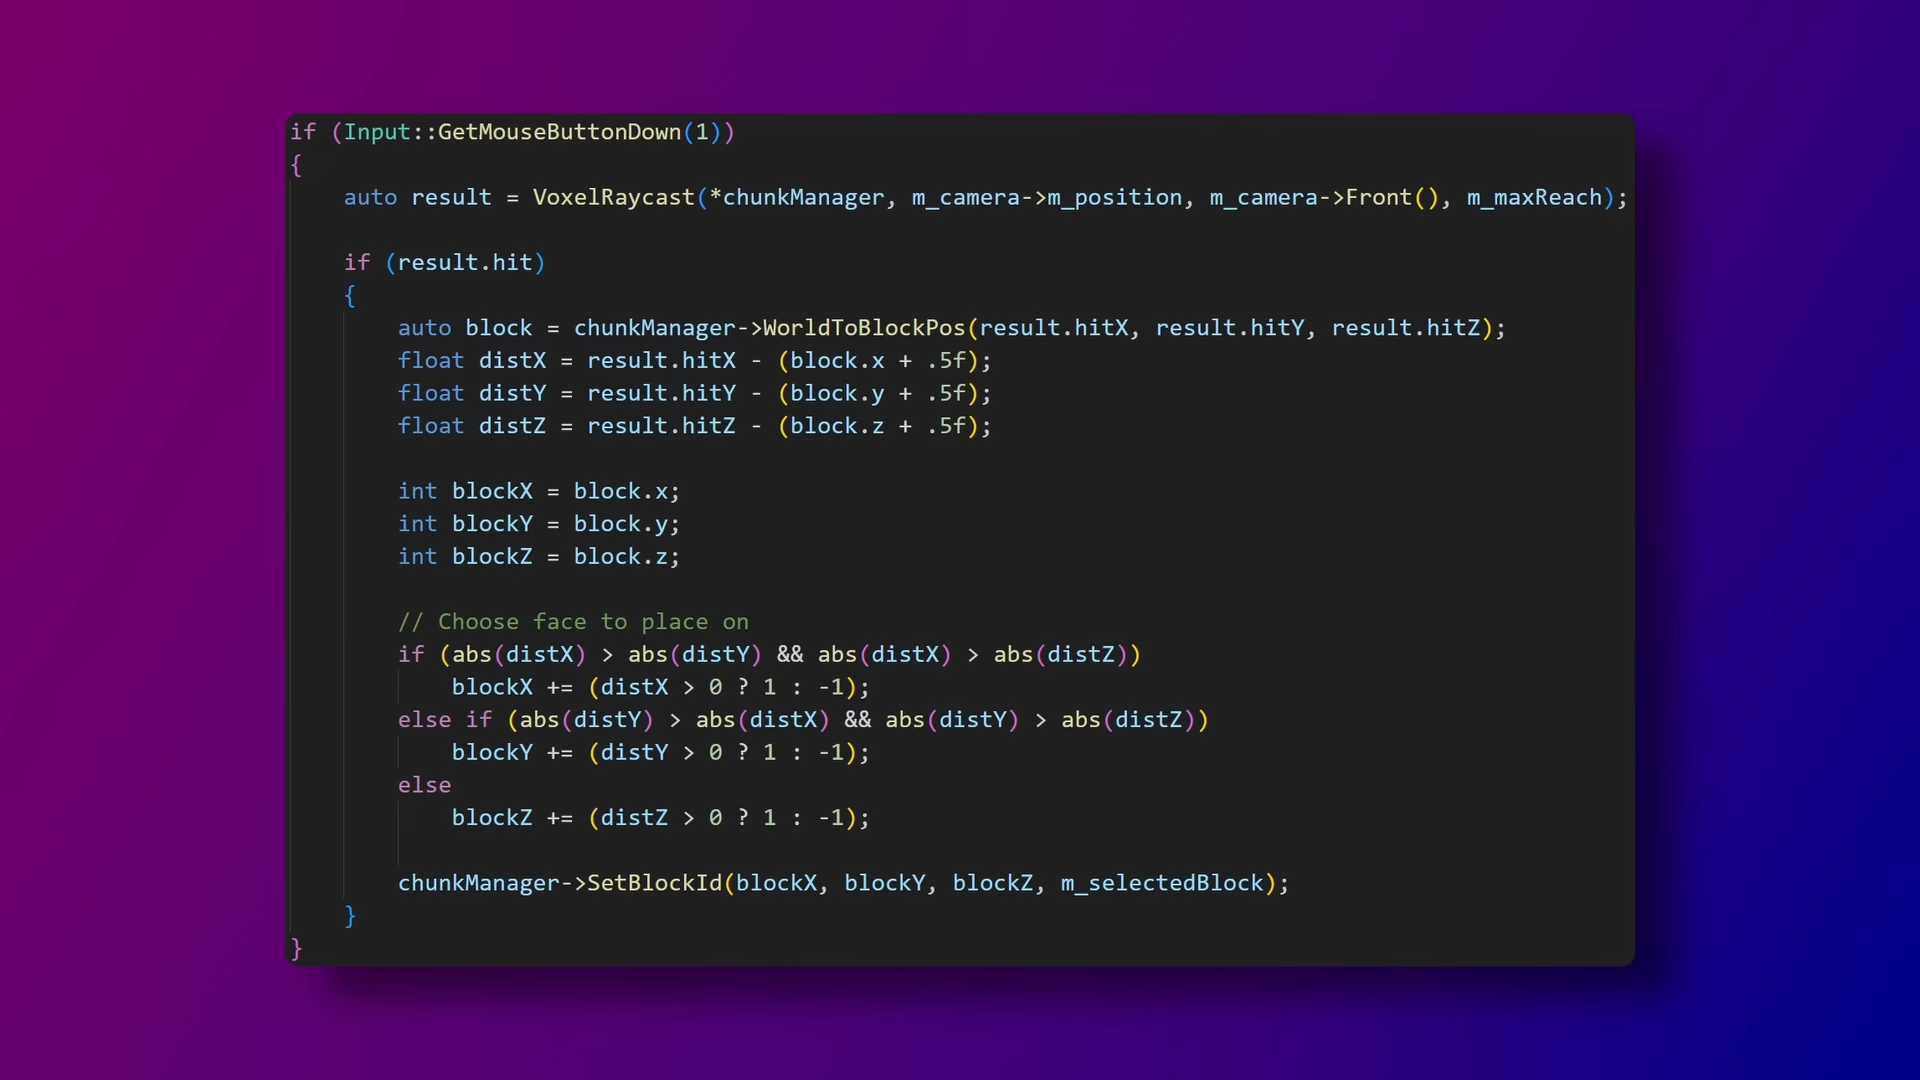 if (Input::GetMouseButtonDown(1))
{
    auto result = VoxelRaycast(*chunkManager, m_camera->m_position, m_camera->Front(), m_maxReach);

    if (result.hit)
    {
        auto block = chunkManager->WorldToBlockPos(result.hitX, result.hitY, result.hitZ);
        float distX = result.hitX - (block.x + .5f);
        float distY = result.hitY - (block.y + .5f);
        float distZ = result.hitZ - (block.z + .5f);

        int blockX = block.x;
        int blockY = block.y;
        int blockZ = block.z;

        // Choose face to place on
        if (abs(distX) > abs(distY) && abs(distX) > abs(distZ))
            blockX += (distX > 0 ? 1 : -1);
        else if (abs(distY) > abs(distX) && abs(distY) > abs(distZ))
            blockY += (distY > 0 ? 1 : -1);
        else
            blockZ += (distZ > 0 ? 1 : -1);

        chunkManager->SetBlockId(blockX, blockY, blockZ, m_selectedBlock);
    }
}